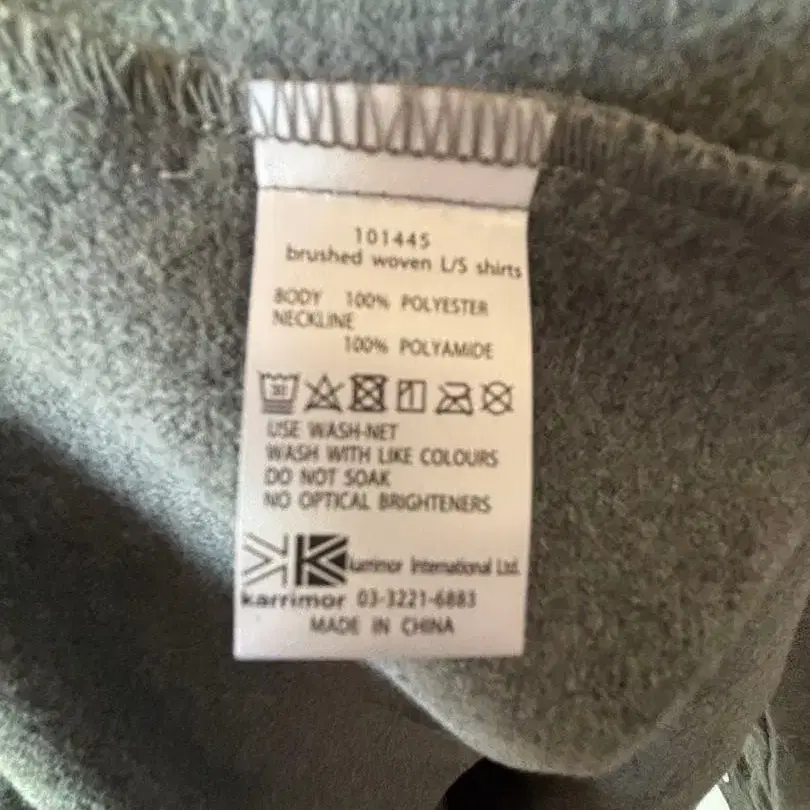 101445
brushed woven L/S shirts
BODY 100% POLYESTER
NECKLINE
100% POLYAMIDE
30
USE WASH-NET
WASH WITH LIKE COLOURS
DO NOT SOAK
NO OPTICAL BRIGHTENERS
karrimor International Ltd.
karrimor 03-3221-6883
MADE IN CHINA